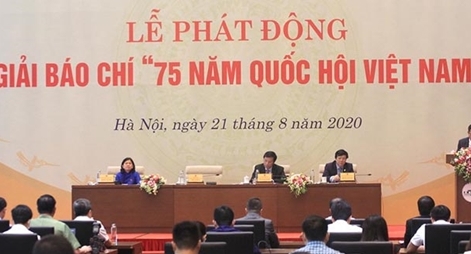 LỄ PHÁT ĐỘNG
GIẢI BÁO CHÍ “75 NĂM QUỐC HỘI VIỆT NAM
Hà Nội, ngày 21 tháng 8 năm 2020